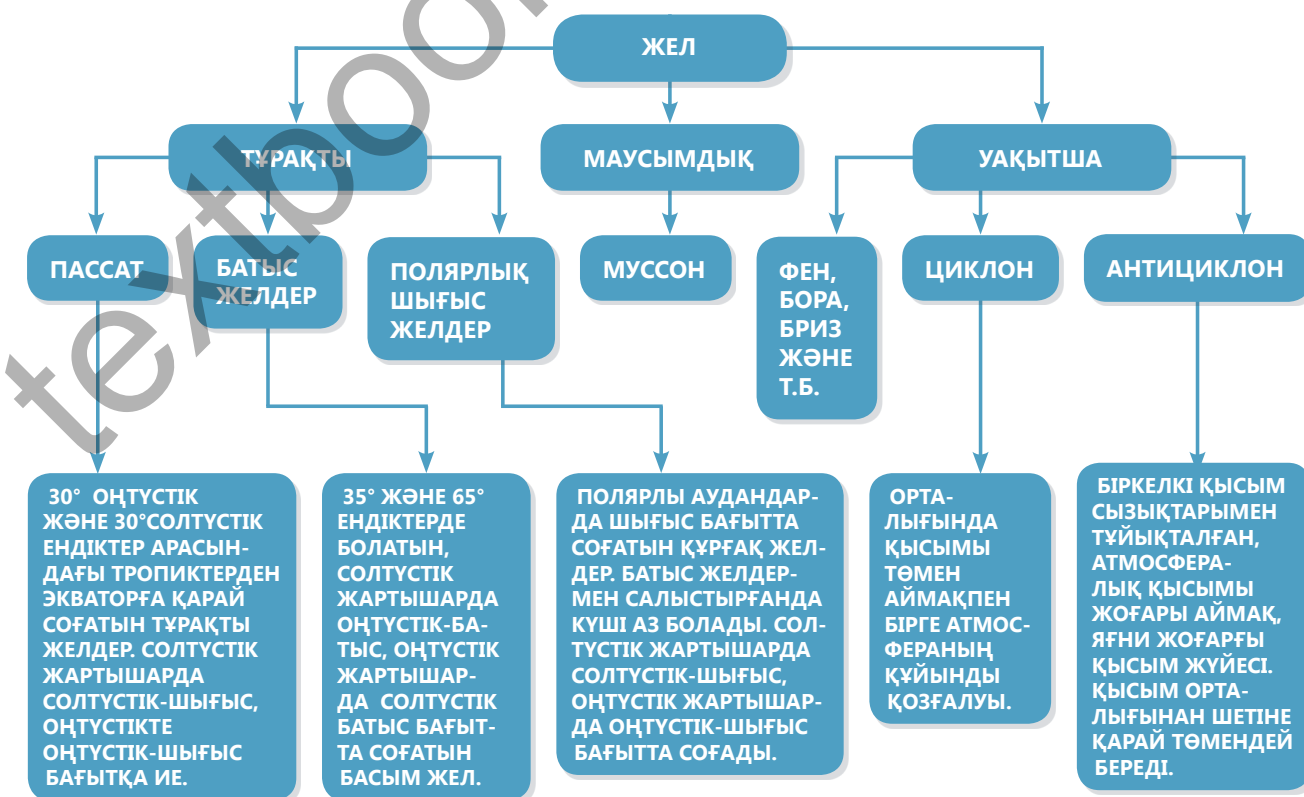 ЖЕЛ
ТҰРАҚТЫ
МАУСЫМДЫҚ
УАҚЫТША
ПАССАТ
БАТЫС
ЖЕЛДЕР
ПОЛЯРЛЫҚ
ШЫҒЫС
ЖЕЛДЕР
МУССОН
ФЕН,
БОРА,
БРИЗ
ЖӘНЕ
Т.Б.
ЦИКЛОН
АНТИЦИКЛОН
30° ОҢТҮСТІК
ЖӘНЕ 30°СОЛТҮСТІК
ЕНДІКТЕР АРАСЫН-
ДАҒЫ ТРОПИКТЕРДЕН
ЭКВАТОРҒА ҚАРАЙ
СОҒАТЫН ТҰРАҚТЫ
ЖЕЛДЕР. СОЛТҮСТІК
ЖАРТЫШАРДА
СОЛТҮСТІК-ШЫҒЫС,
ОҢТҮСТІКТЕ
ОҢТҮСТІК-ШЫҒЫС
БАҒЫТҚА ИЕ.
35° ЖӘНЕ 65°
ЕНДІКТЕРДЕ
БОЛАТЫН,
СОЛТҮСТІК
ЖАРТЫШАРДА
ОҢТҮСТІК-БА-
ТЫС, ОҢТҮСТІК
ЖАРТЫШАР-
ДА СОЛТҮСТІК
БАТЫС БАҒЫТ-
ТА СОҒАТЫН
БАСЫМ ЖЕЛ.
ПОЛЯРЛЫ АУДАНДАР-
ДА ШЫҒЫС БАҒЫТТА
СОҒАТЫН ҚҰРҒАҚ ЖЕЛ-
ДЕР. БАТЫС ЖЕЛДЕР-
МЕН САЛЫСТЫРҒАНДА
КҮШІ АЗ БОЛАДЫ. СОЛ-
ТҮСТІК ЖАРТЫШАРДА
СОЛТҮСТІК-ШЫҒЫС,
ОҢТҮСТІК ЖАРТЫШАР-
ДА ОҢТҮСТІК-ШЫҒЫС
БАҒЫТТА СОҒАДЫ.
ОРТА-
ЛЫҒЫНДА
ҚЫСЫМЫ
ТӨМЕН
АЙМАҚПЕН
БІРГЕ АТМОС-
ФЕРАНЫҢ
ҚҰЙЫНДЫ
ҚОЗҒАЛУЫ.
БІРКЕЛКІ ҚЫСЫМ
СЫЗЫҚТАРЫМЕН
ТҰЙЫҚТАЛҒАН,
АТМОСФЕРА-
ЛЫҚ ҚЫСЫМЫ
ЖОҒАРЫ АЙМАҚ,
ЯҒНИ ЖОҒАРҒЫ
ҚЫСЫМ ЖҮЙЕСІ.
ҚЫСЫМ ОРТА-
ЛЫҒЫНАН ШЕТІНЕ
ҚАРАЙ ТӨМЕНДЕЙ
БЕРЕДІ.